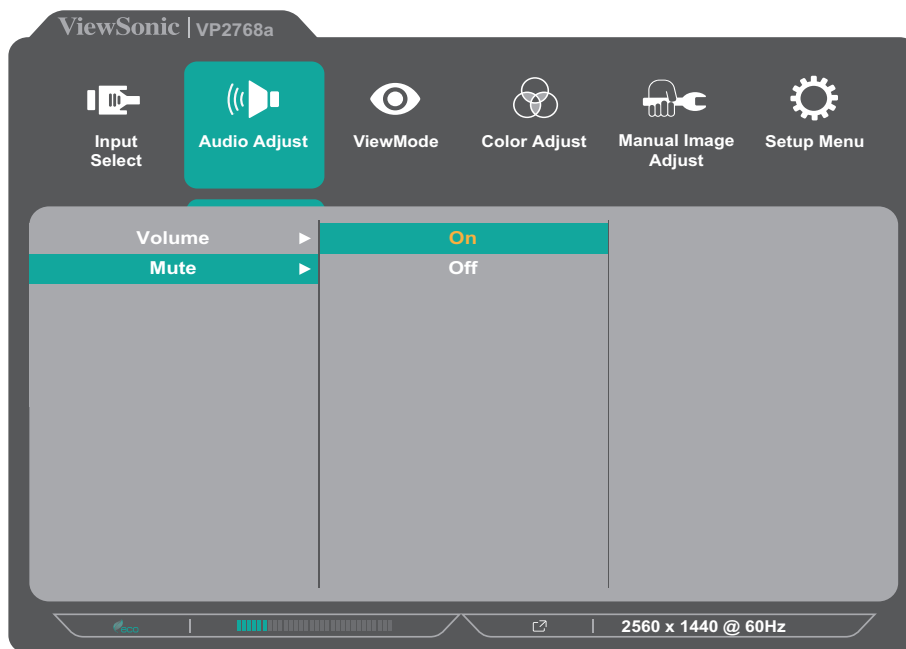 ViewSonic | VP2768a
Input
Select
Audio Adjust
ViewMode
Color Adjust
Manual Image
Adjust
Setup Menu
Volume
Mute
On
Off
eco
2560 x 1440 @ 60Hz